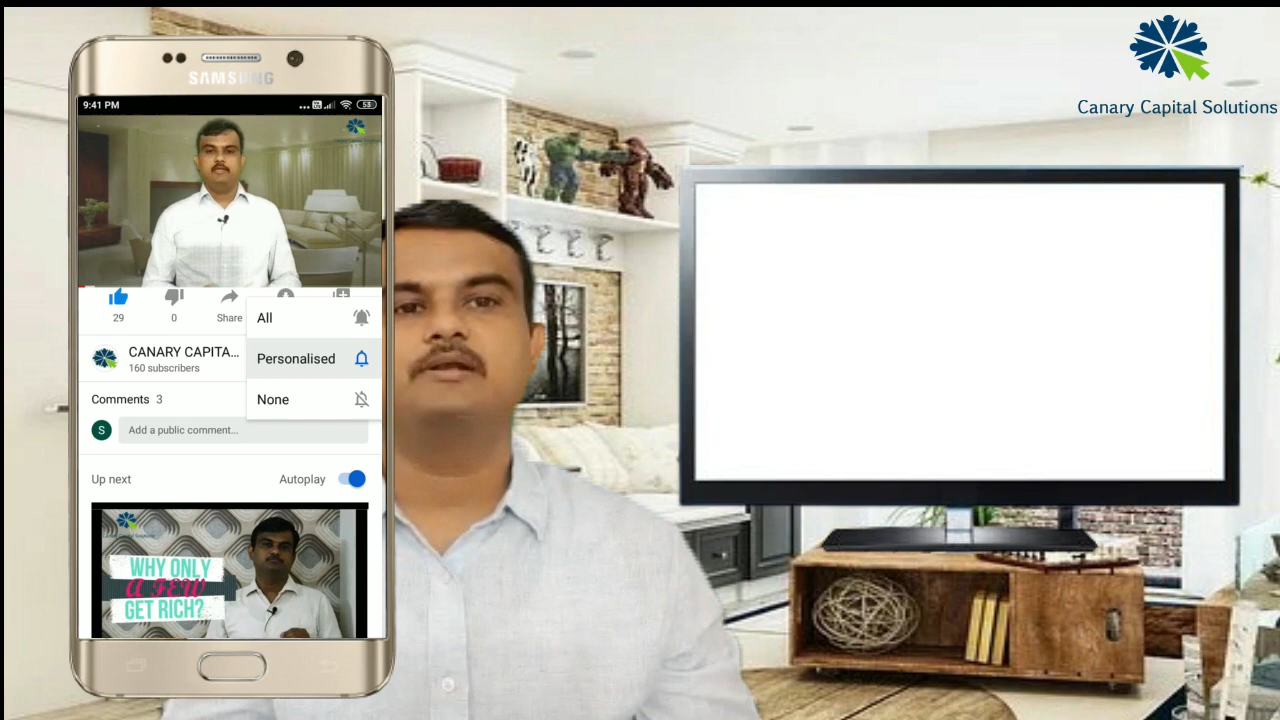 Canary Capital Solutions
SAMSUNG
9:41 PM
53
29
0
Share
All
Personalised
None
CANARY CAPITA...
160 subscribers
Comments 3
S
Add a public comment...
Up next
Autoplay
WHY ONLY
A FEW
GET RICH?